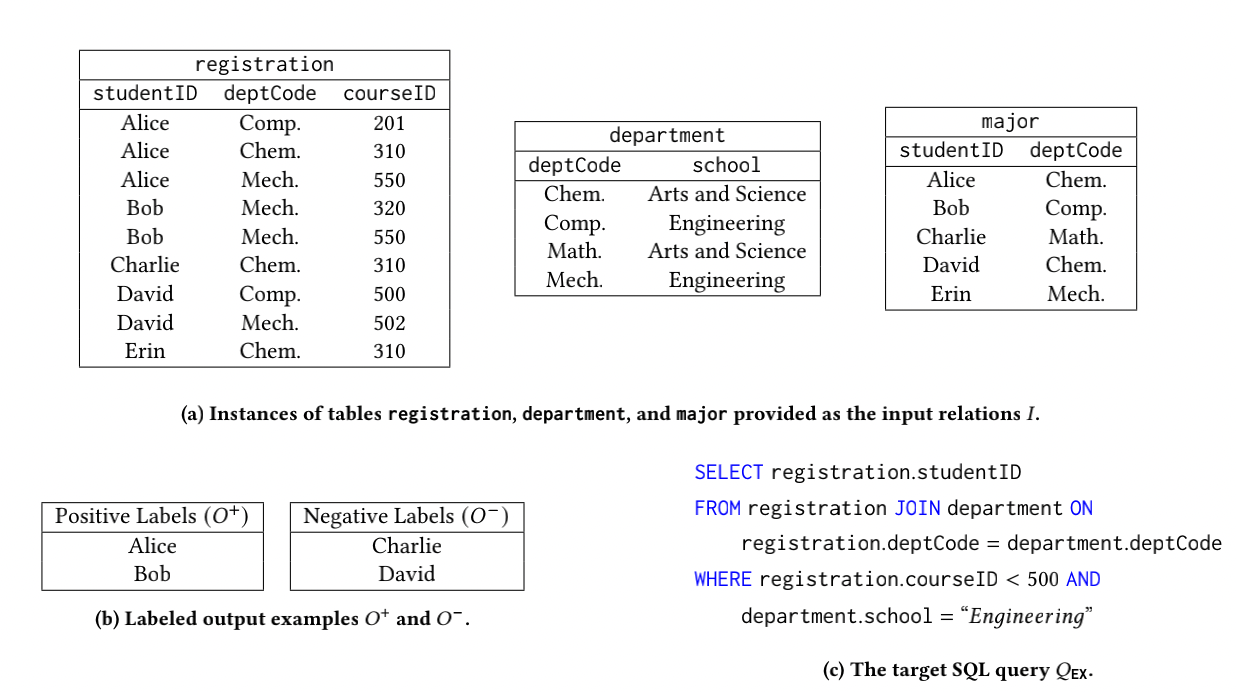 registration
studentID deptCode courseID
Alice Comp. 201
Alice Chem. 310
Alice Mech. 550
Bob Mech. 320
Bob Mech. 550
Charlie Chem. 310
David Comp. 500
David Mech. 502
Erin Chem. 310
department
deptCode school
Chem. Arts and Science
Comp. Engineering
Math. Arts and Science
Mech. Engineering
major
studentID deptCode
Alice Chem.
Bob Comp.
Charlie Math.
David Chem.
Erin Mech.
(a) Instances of tables registration, department, and major provided as the input relations I.
Positive Labels (O⁺)
Alice
Bob
Negative Labels (O⁻)
Charlie
David
(b) Labeled output examples O⁺ and O⁻.
SELECT registration.studentID
FROM registration JOIN department ON
registration.deptCode = department.deptCode
WHERE registration.courseID < 500 AND
department.school = “Engineering”
(c) The target SQL query Q_EX.